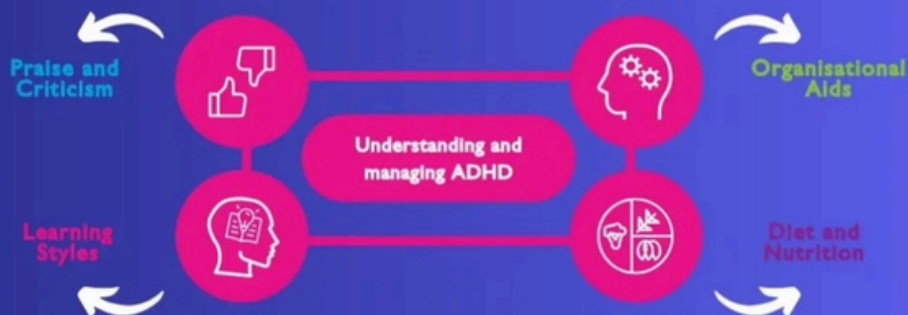 Praise and
Criticism
Organisational
Aids
Understanding and
managing ADHD
Learning
Styles
Diet and
Nutrition